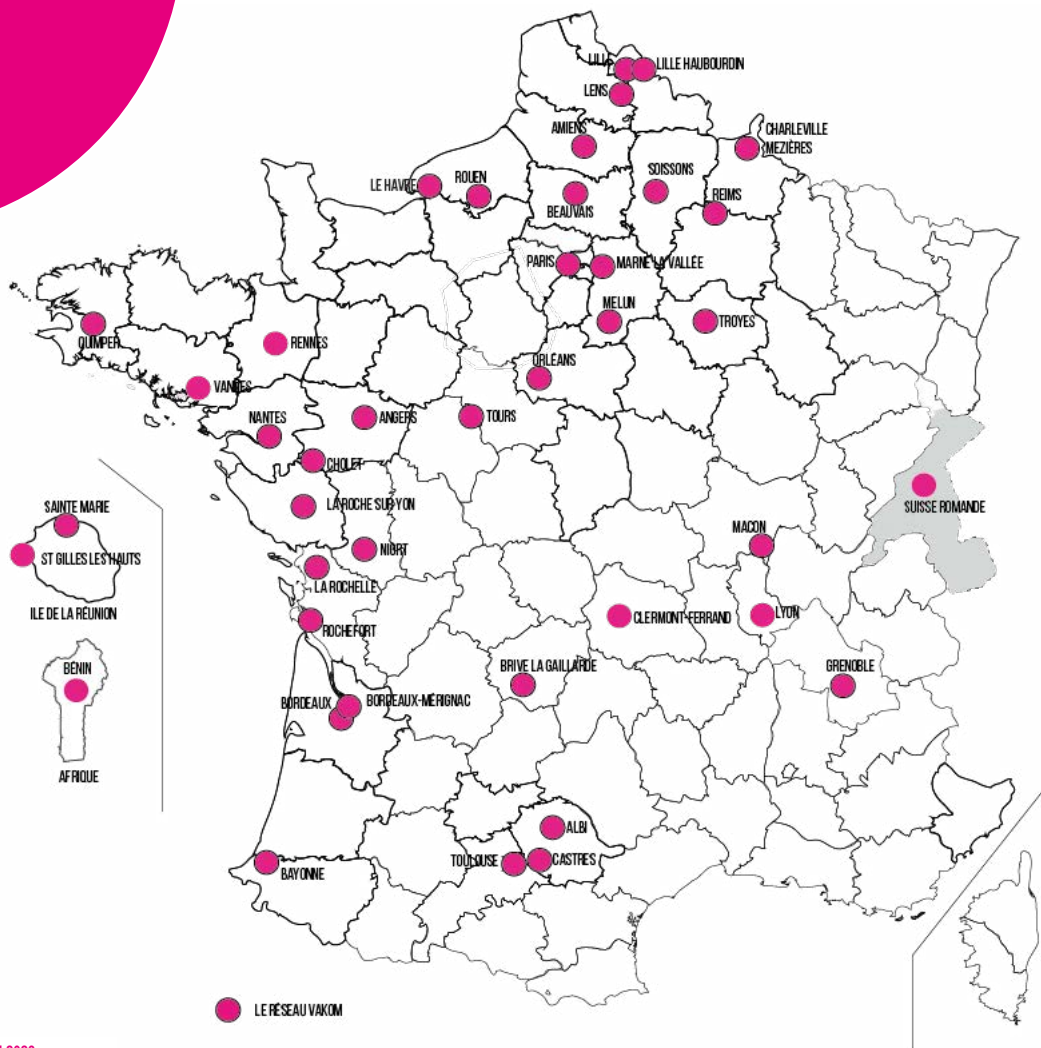 LILLE HAUBOURDIN
LENS
AMIENS
CHARLEVILLE
MEZIÈRES
SOISSONS
LE HAVRE
ROUEN
REIMS
BEAUVAIS
PARIS
MARNE LA VALLÉE
MELUN
TROYES
QUIMPER
RENNES
ORLÉANS
VANNES
NANTES
ANGERS
TOURS
CHOLET
LA ROCHE SUR YON
SUISSE ROMANDE
SAINTE MARIE
ST GILLES LES HAUTS
ILE DE LA RÉUNION
NIORT
MACON
LA ROCHELLE
CLERMONT-FERRAND
LYON
ROCHEFORT
BÉNIN
AFRIQUE
BRIVE LA GAILLARDE
GRENOBLE
BORDEAUX
BORDEAUX-MÉRIGNAC
ALBI
TOULOUSE
CASTRES
BAYONNE
LE RÉSEAU VAKOM